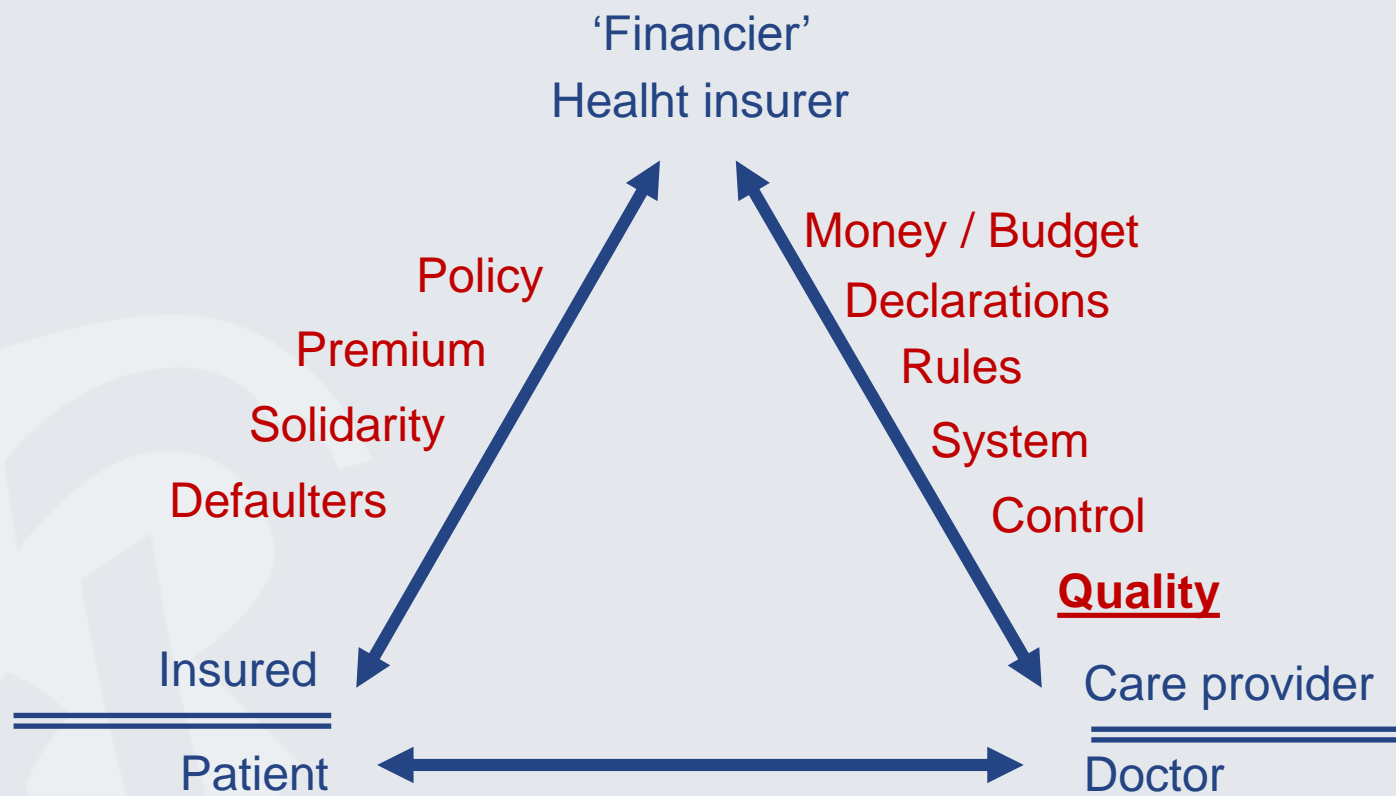 ‘Financier’
Healht insurer
Money / Budget
Policy
Declarations
Premium
Rules
Solidarity
System
Defaulters
Control
Quality
Insured
Care provider
Patient
Doctor